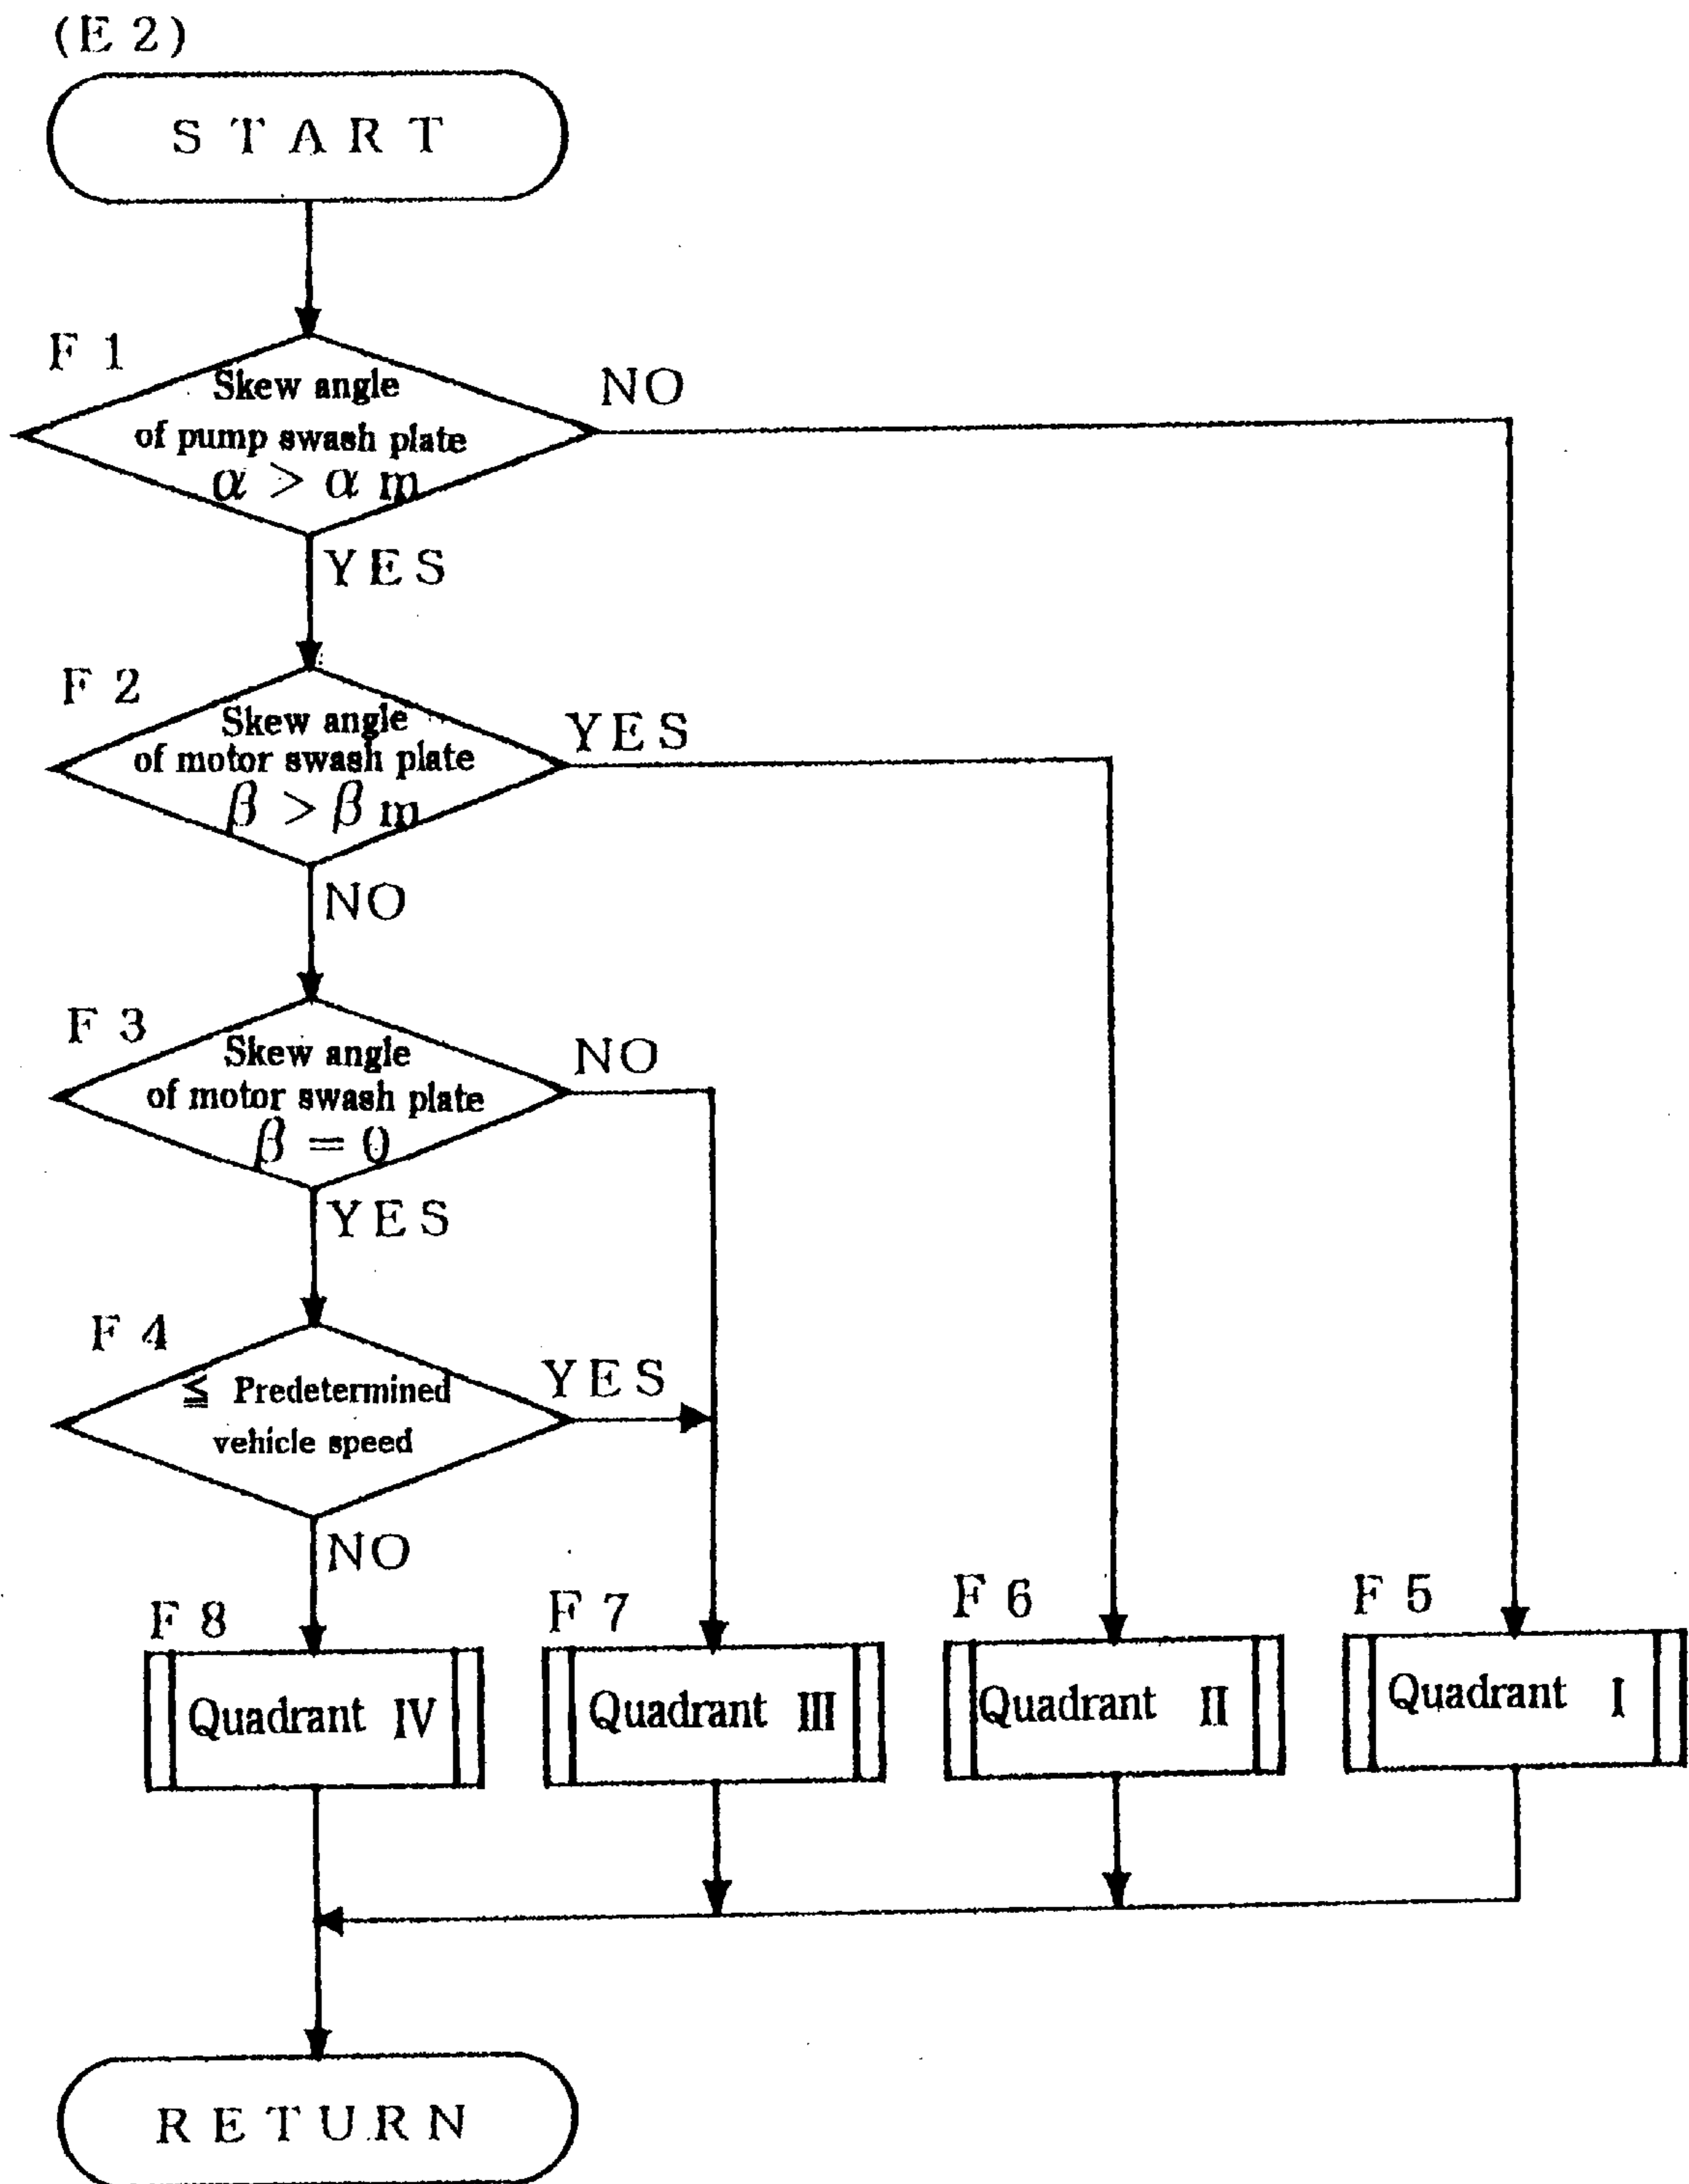 (E 2)
START
F 1
Skew angle
of pump swash plate
α > α m
NO
YES
F 2
Skew angle
of motor swash plate
β > β m
YES
NO
F 3
Skew angle
of motor swash plate
β = 0
NO
YES
F 4
≦ Predetermined
vehicle speed
YES
NO
F 8
Quadrant IV
F 7
Quadrant III
F 6
Quadrant II
F 5
Quadrant I
RETURN